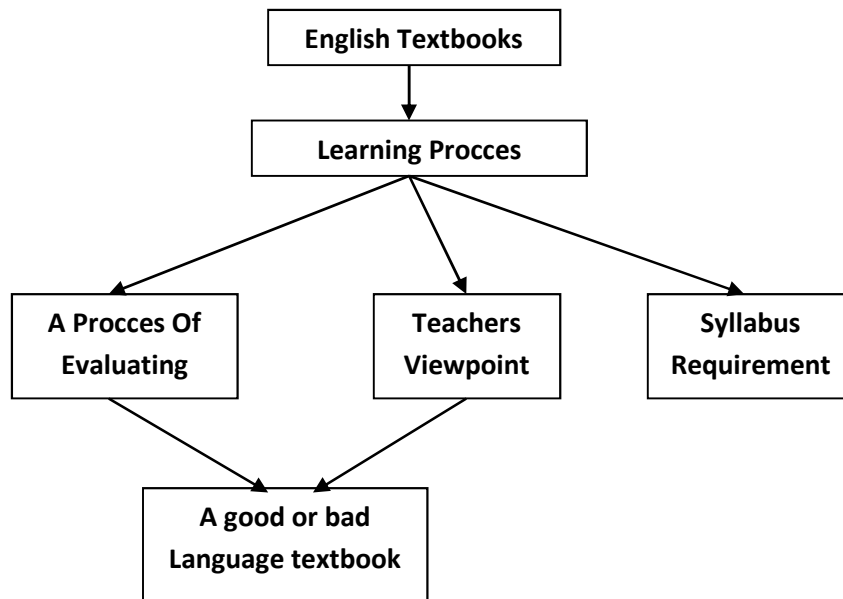 English Textbooks
Learning Procces
A Procces Of
Evaluating
Teachers
Viewpoint
Syllabus
Requirement
A good or bad
Language textbook